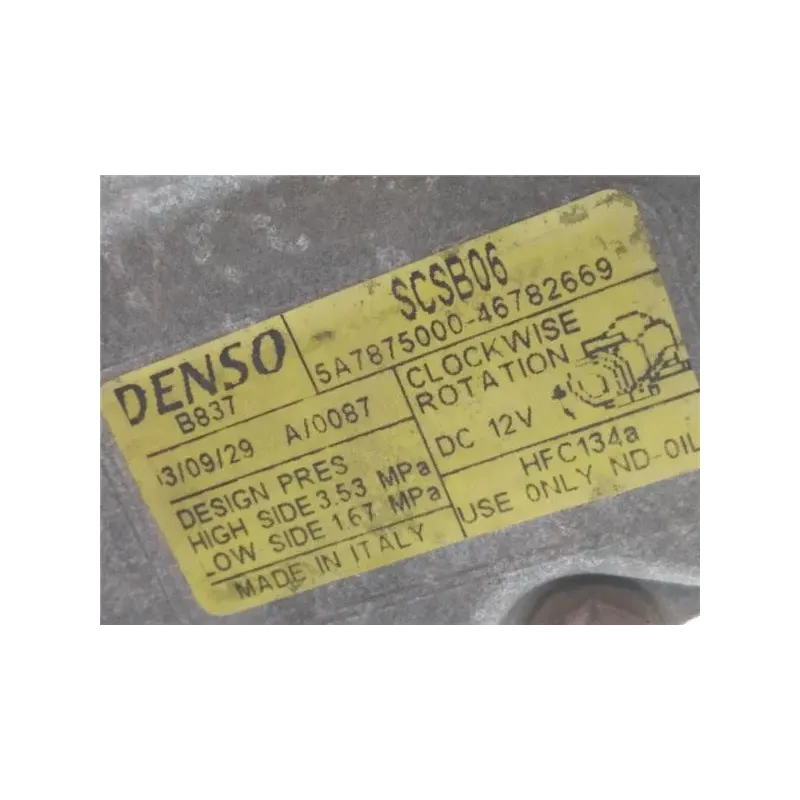 DENSO
SCSB06
B837
5A7875000-46782669
3/09/29 A/0087
CLOCKWISE
ROTATION
DC 12V
DESIGN PRES
HIGH SIDE 3.53 MPa
LOW SIDE 1.67 MPa
MADE IN ITALY
HFC134a
USE ONLY ND-OIL